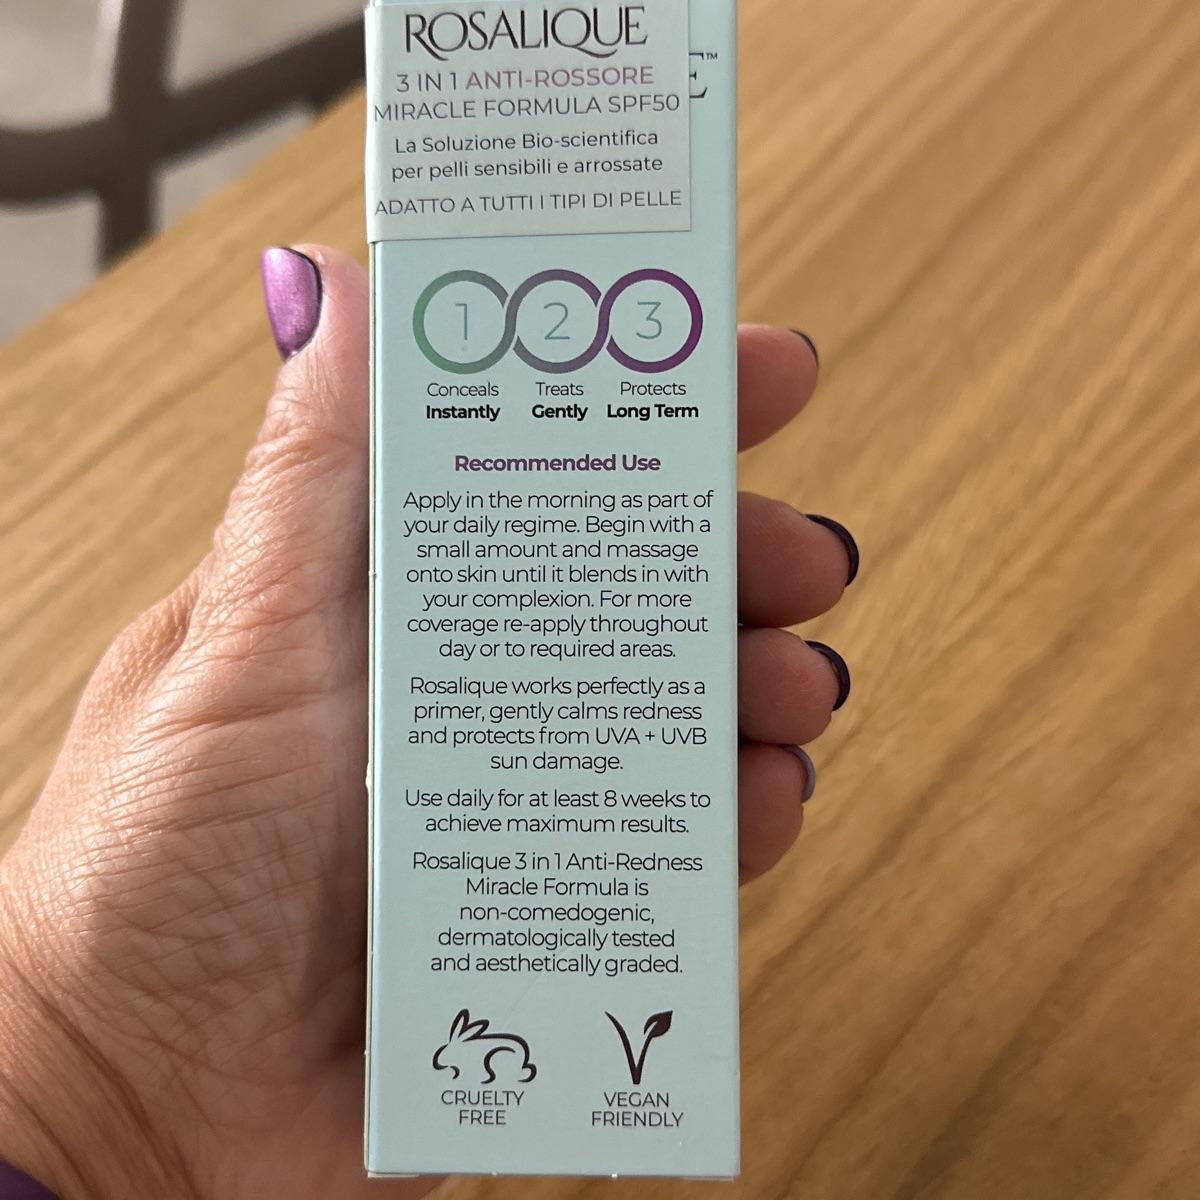 ROSALIQUE
3 IN 1 ANTI-ROSSORE
MIRACLE FORMULA SPF50
La Soluzione Bio-scientifica
per pelli sensibili e arrossate
ADATTO A TUTTI I TIPI DI PELLE
E™
1 2 3
Conceals Treats Protects
Instantly Gently Long Term
Recommended Use
Apply in the morning as part of
your daily regime. Begin with a
small amount and massage
onto skin until it blends in with
your complexion. For more
coverage re-apply throughout
day or to required areas.
Rosalique works perfectly as a
primer, gently calms redness
and protects from UVA + UVB
sun damage.
Use daily for at least 8 weeks to
achieve maximum results.
Rosalique 3 in 1 Anti-Redness
Miracle Formula is
non-comedogenic,
dermatologically tested
and aesthetically graded.
CRUELTY
FREE
VEGAN
FRIENDLY